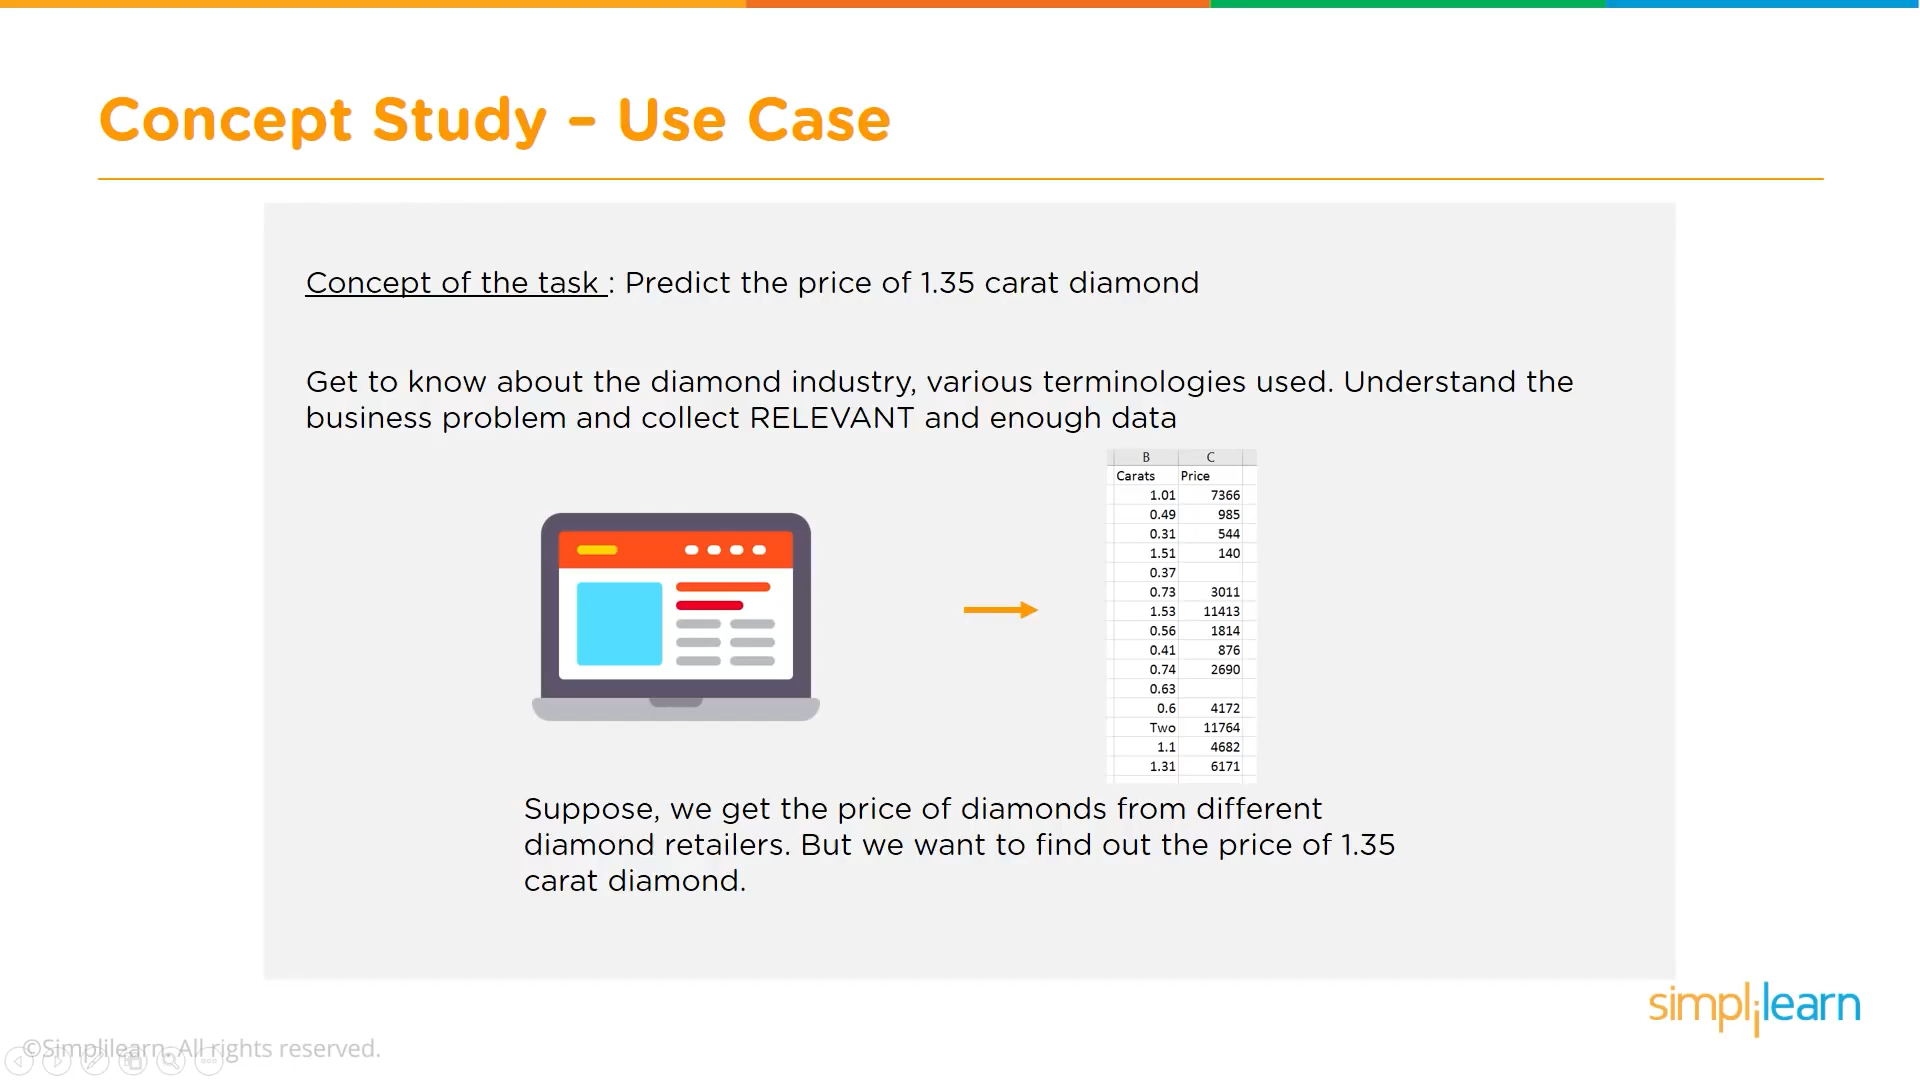 Concept Study – Use Case
Concept of the task : Predict the price of 1.35 carat diamond
Get to know about the diamond industry, various terminologies used. Understand the
business problem and collect RELEVANT and enough data
B C
Carats Price
1.01 7366
0.49 985
0.31 544
1.51 140
0.37
0.73 3011
1.53 11413
0.56 1814
0.41 876
0.74 2690
0.63
0.6 4172
Two 11764
1.1 4682
1.31 6171
Suppose, we get the price of diamonds from different
diamond retailers. But we want to find out the price of 1.35
carat diamond.
simplilearn
©Simplilearn. All rights reserved.